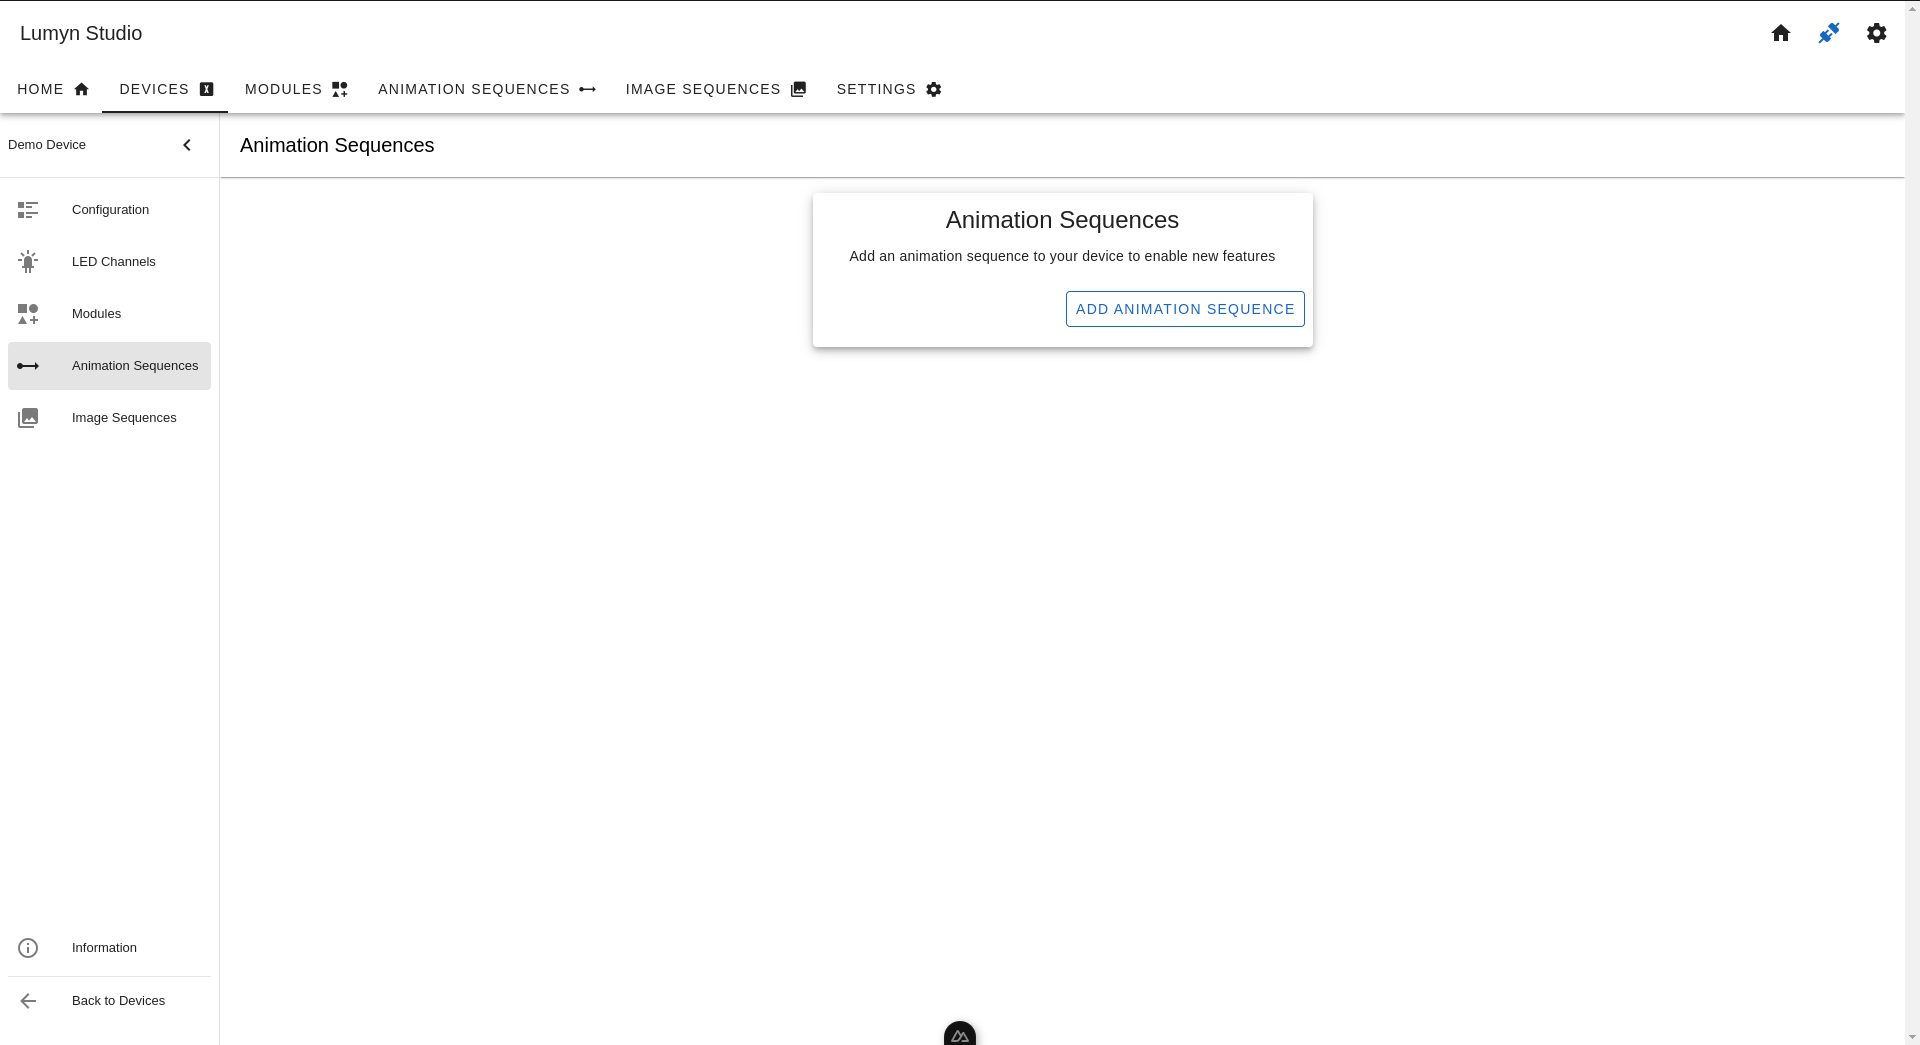 Lumyn Studio
HOME
DEVICES
MODULES
ANIMATION SEQUENCES
IMAGE SEQUENCES
SETTINGS
Demo Device
Animation Sequences
Configuration
LED Channels
Modules
Animation Sequences
Image Sequences
Animation Sequences
Add an animation sequence to your device to enable new features
ADD ANIMATION SEQUENCE
Information
Back to Devices